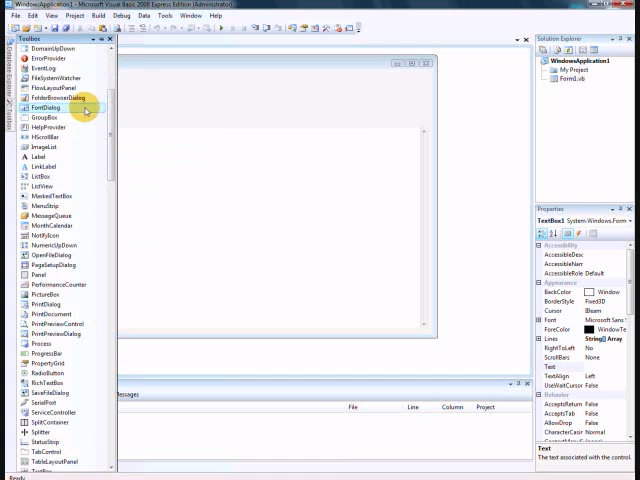 WindowsApplication1 - Microsoft Visual Basic 2008 Express Edition (Administrator)
File Edit View Project Build Debug Data Tools Window Help
Toolbox
Database Explorer
Toolbox
DomainUpDown
ErrorProvider
EventLog
FileSystemWatcher
FlowLayoutPanel
FolderBrowserDialog
FontDialog
GroupBox
HelpProvider
HScrollBar
ImageList
Label
LinkLabel
ListBox
ListView
MaskedTextBox
MenuStrip
MessageQueue
MonthCalendar
NotifyIcon
NumericUpDown
OpenFileDialog
PageSetupDialog
Panel
PerformanceCounter
PictureBox
PrintDialog
PrintDocument
PrintPreviewControl
PrintPreviewDialog
Process
ProgressBar
PropertyGrid
RadioButton
RichTextBox
SaveFileDialog
SerialPort
ServiceController
SplitContainer
Splitter
StatusStrip
TabControl
TableLayoutPanel
Messages
File Line Column Project
Solution Explorer
WindowsApplication1
My Project
Form1.vb
Properties
TextBox1 System.Windows.Form
Accessibility
AccessibleDesc
AccessibleNam
AccessibleRole Default
Appearance
BackColor Window
BorderStyle Fixed3D
Cursor IBeam
Font Microsoft Sans S
ForeColor WindowTe
Lines String[] Array
RightToLeft No
ScrollBars None
Text
TextAlign Left
UseWaitCursor False
Behavior
AcceptsReturn False
AcceptsTab False
AllowDrop False
CharacterCasin Normal
Text
The text associated with the control.
Ready